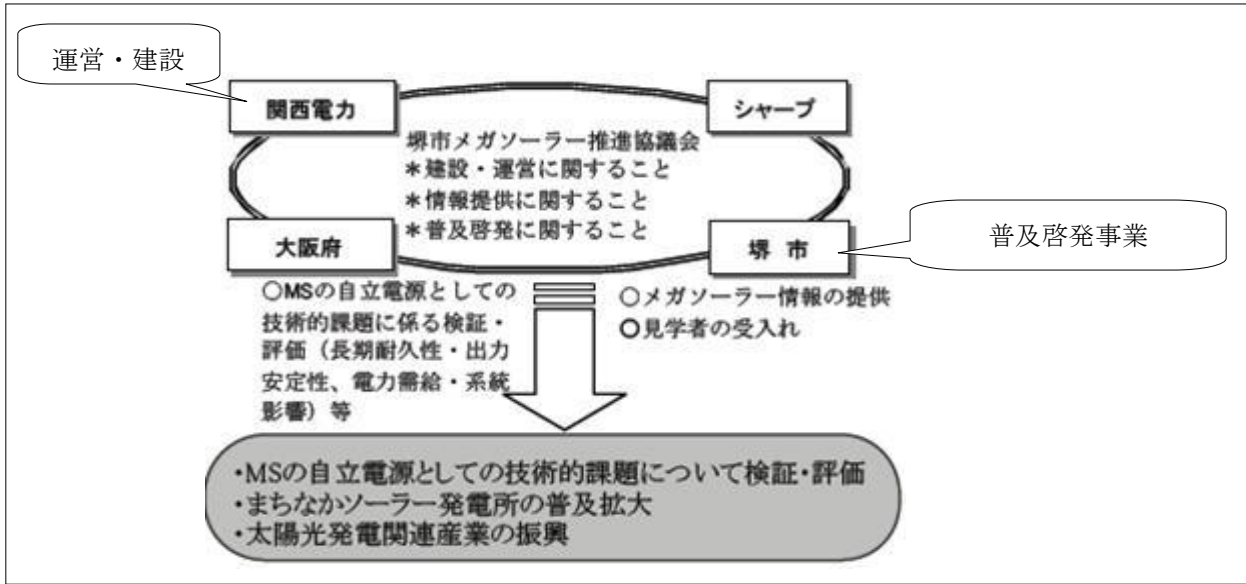 運営・建設
関西電力
シャープ
堺市メガソーラー推進協議会
＊建設・運営に関すること
＊情報提供に関すること
＊普及啓発に関すること
大阪府
堺 市
普及啓発事業
○MSの自立電源としての
技術的課題に係る検証・
評価（長期耐久性・出力
安定性、電力需給・系統
影響）等
○メガソーラー情報の提供
○見学者の受入れ
・MSの自立電源としての技術的課題について検証・評価
・まちなかソーラー発電所の普及拡大
・太陽光発電関連産業の振興